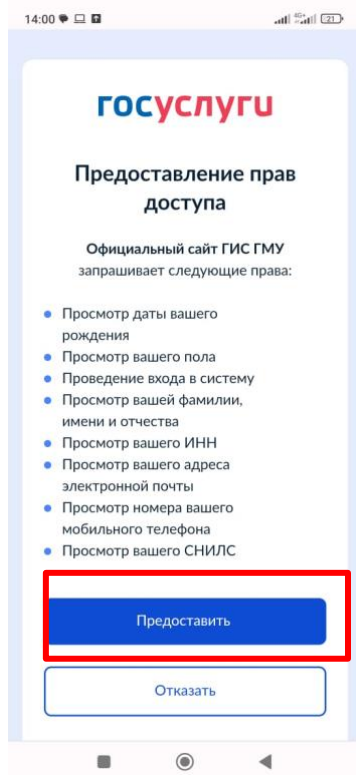 14:00
4G+
21
госуслуги
Предоставление прав
доступа
Официальный сайт ГИС ГМУ
запрашивает следующие права:
Просмотр даты вашего
рождения
Просмотр вашего пола
Проведение входа в систему
Просмотр вашей фамилии,
имени и отчества
Просмотр вашего ИНН
Просмотр вашего адреса
электронной почты
Просмотр номера вашего
мобильного телефона
Просмотр вашего СНИЛС
Предоставить
Отказать